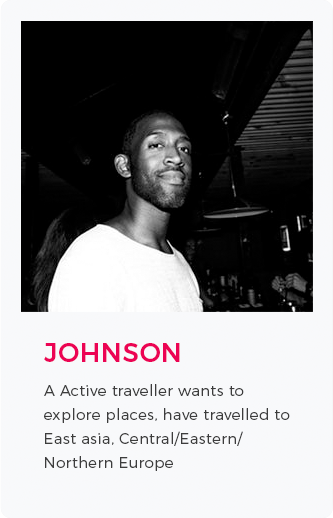 JOHNSON
A Active traveller wants to
explore places, have travelled to
East asia, Central/Eastern/
Northern Europe